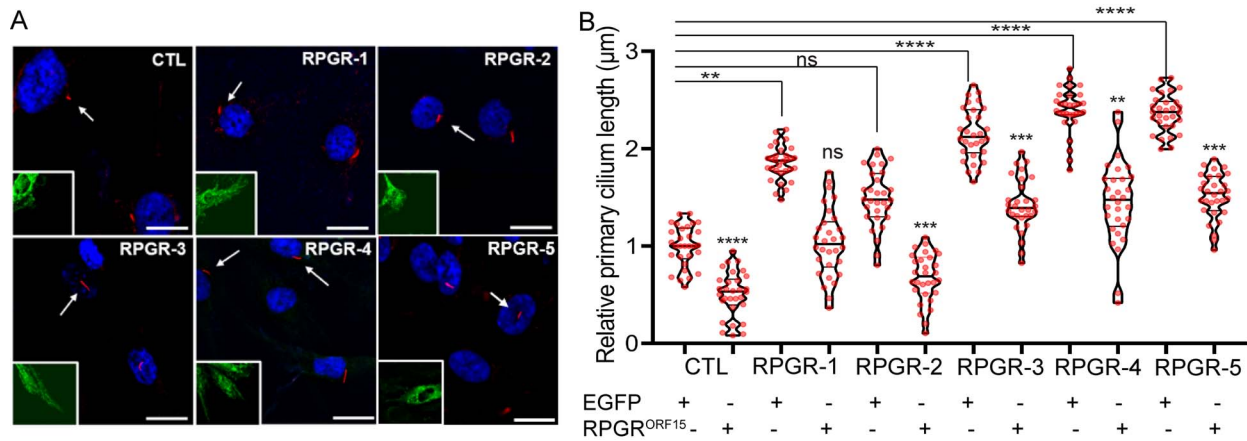 A
CTL
RPGR-1
RPGR-2
RPGR-3
RPGR-4
RPGR-5
B
Relative primary cilium length (µm)
3
2
1
0
****
****
****
ns
**
****
ns
***
***
**
***
CTL RPGR-1 RPGR-2 RPGR-3 RPGR-4 RPGR-5
EGFP + - + - + - + - + - + -
RPGR^ORF15 - + - + - + - + - + - +